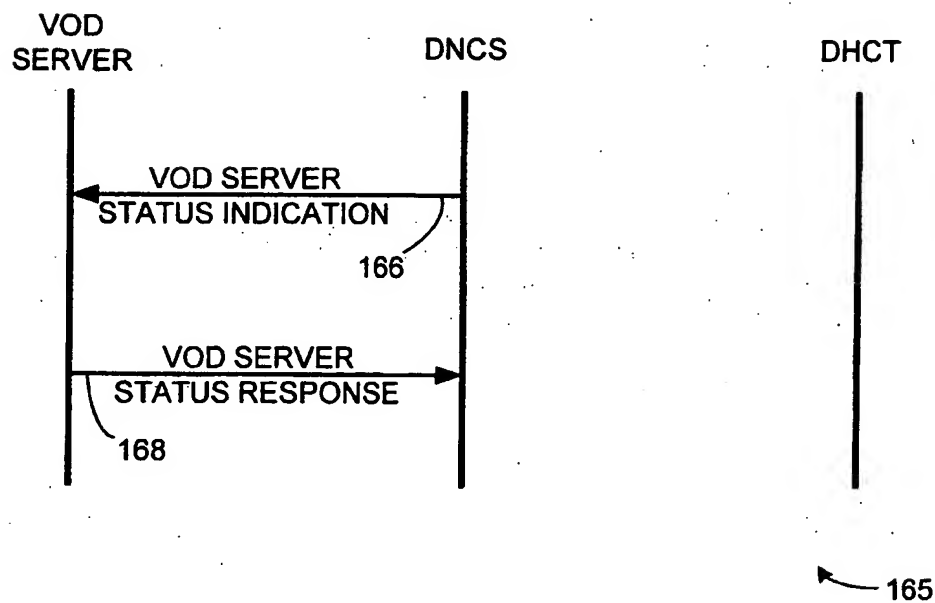 VOD
SERVER
DNCS
DHCT
VOD SERVER
STATUS INDICATION
166
VOD SERVER
STATUS RESPONSE
168
165